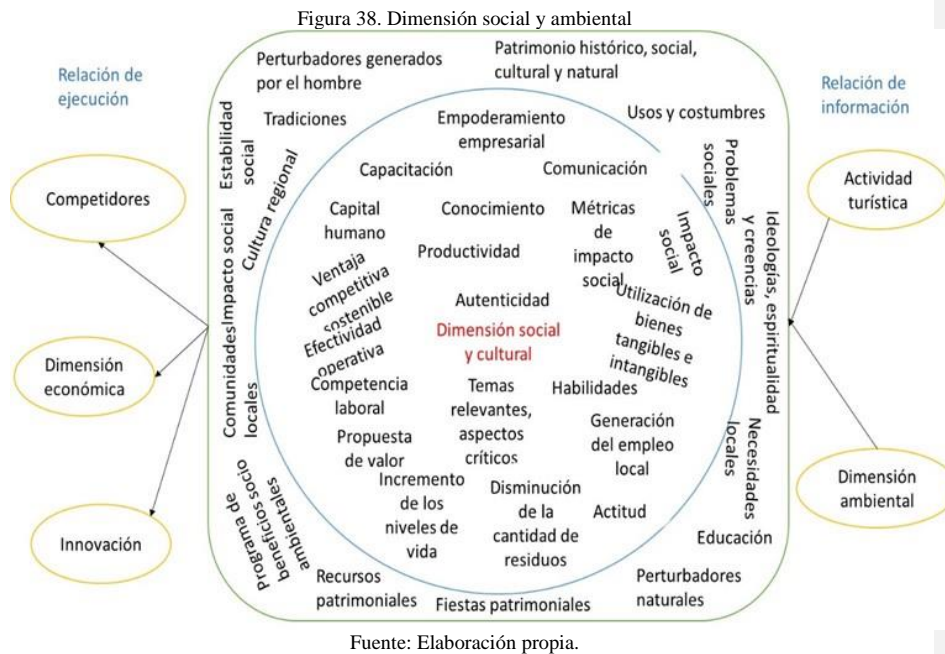 Figura 38. Dimensión social y ambiental
Relación de
ejecución
Competidores
Dimensión
económica
Innovación
Perturbadores generados
por el hombre
Patrimonio histórico, social,
cultural y natural
Tradiciones
Usos y costumbres
Estabilidad
social
Cultura regional
Impacto social
Comunidades
locales
Programa de
beneficios socio
ambientales
Recursos
patrimoniales
Fiestas patrimoniales
Perturbadores
naturales
Educación
Necesidades
locales
Ideologías, espiritualidad
y creencias
Problemas
sociales
Empoderamiento
empresarial
Capacitación
Comunicación
Capital
humano
Conocimiento
Métricas
de
impacto
social
Impacto
social
Productividad
Ventaja
competitiva
sostenible
Autenticidad
Utilización de
bienes
tangibles e
intangibles
Efectividad
operativa
Dimensión social
y cultural
Competencia
laboral
Temas
relevantes,
aspectos
críticos
Habilidades
Propuesta
de valor
Generación
del empleo
local
Incremento
de los
niveles de
vida
Disminución
de la
cantidad de
residuos
Actitud
Relación de
información
Actividad
turística
Dimensión
ambiental
Fuente: Elaboración propia.